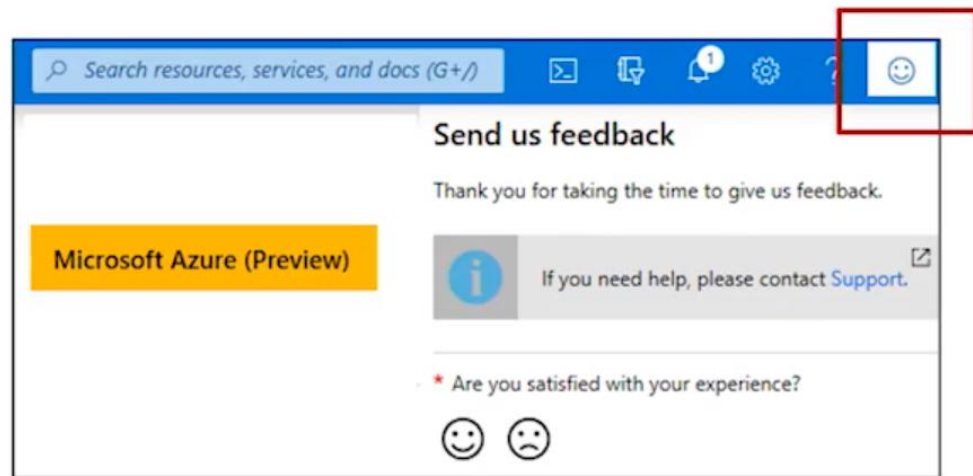 Search resources, services, and docs (G+/)
1
?
Send us feedback
Thank you for taking the time to give us feedback.
Microsoft Azure (Preview)
i
If you need help, please contact Support.
* Are you satisfied with your experience?